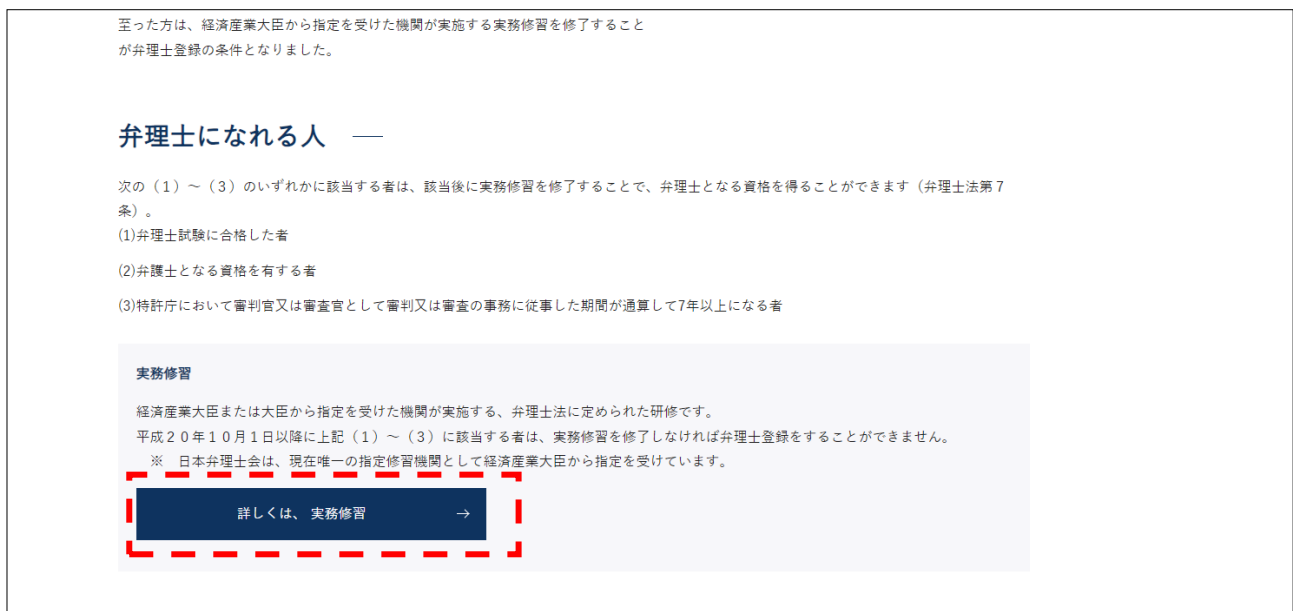 至った方は、経済産業大臣から指定を受けた機関が実施する実務修習を修了すること
が弁理士登録の条件となりました。
弁理士になれる人
次の（１）～（３）のいずれかに該当する者は、該当後に実務修習を修了することで、弁理士となる資格を得ることができます（弁理士法第７
条）。
(1)弁理士試験に合格した者
(2)弁護士となる資格を有する者
(3)特許庁において審判官又は審査官として審判又は審査の事務に従事した期間が通算して7年以上になる者
実務修習
経済産業大臣または大臣から指定を受けた機関が実施する、弁理士法に定められた研修です。
平成２０年１０月１日以降に上記（１）～（３）に該当する者は、実務修習を修了しなければ弁理士登録をすることができません。
※　日本弁理士会は、現在唯一の指定修習機関として経済産業大臣から指定を受けています。
詳しくは、 実務修習 →